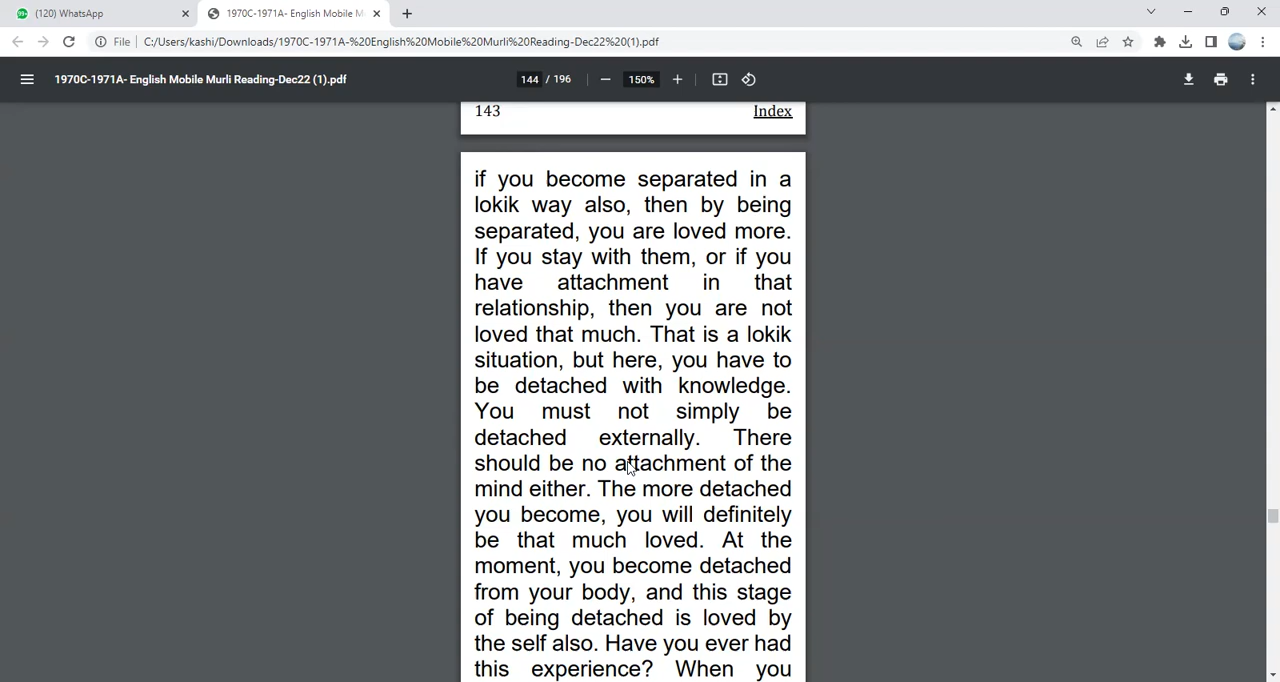 (120) WhatsApp
1970C-1971A- English Mobile M
File
C:/Users/kashi/Downloads/1970C-1971A-%20English%20Mobile%20Murli%20Reading-Dec22%20(1).pdf
1970C-1971A- English Mobile Murli Reading-Dec22 (1).pdf
144 / 196
150%
143
Index
if you become separated in a
lokik way also, then by being
separated, you are loved more.
If you stay with them, or if you
have attachment in that
relationship, then you are not
loved that much. That is a lokik
situation, but here, you have to
be detached with knowledge.
You must not simply be
detached externally. There
should be no attachment of the
mind either. The more detached
you become, you will definitely
be that much loved. At the
moment, you become detached
from your body, and this stage
of being detached is loved by
the self also. Have you ever had
this experience? When you